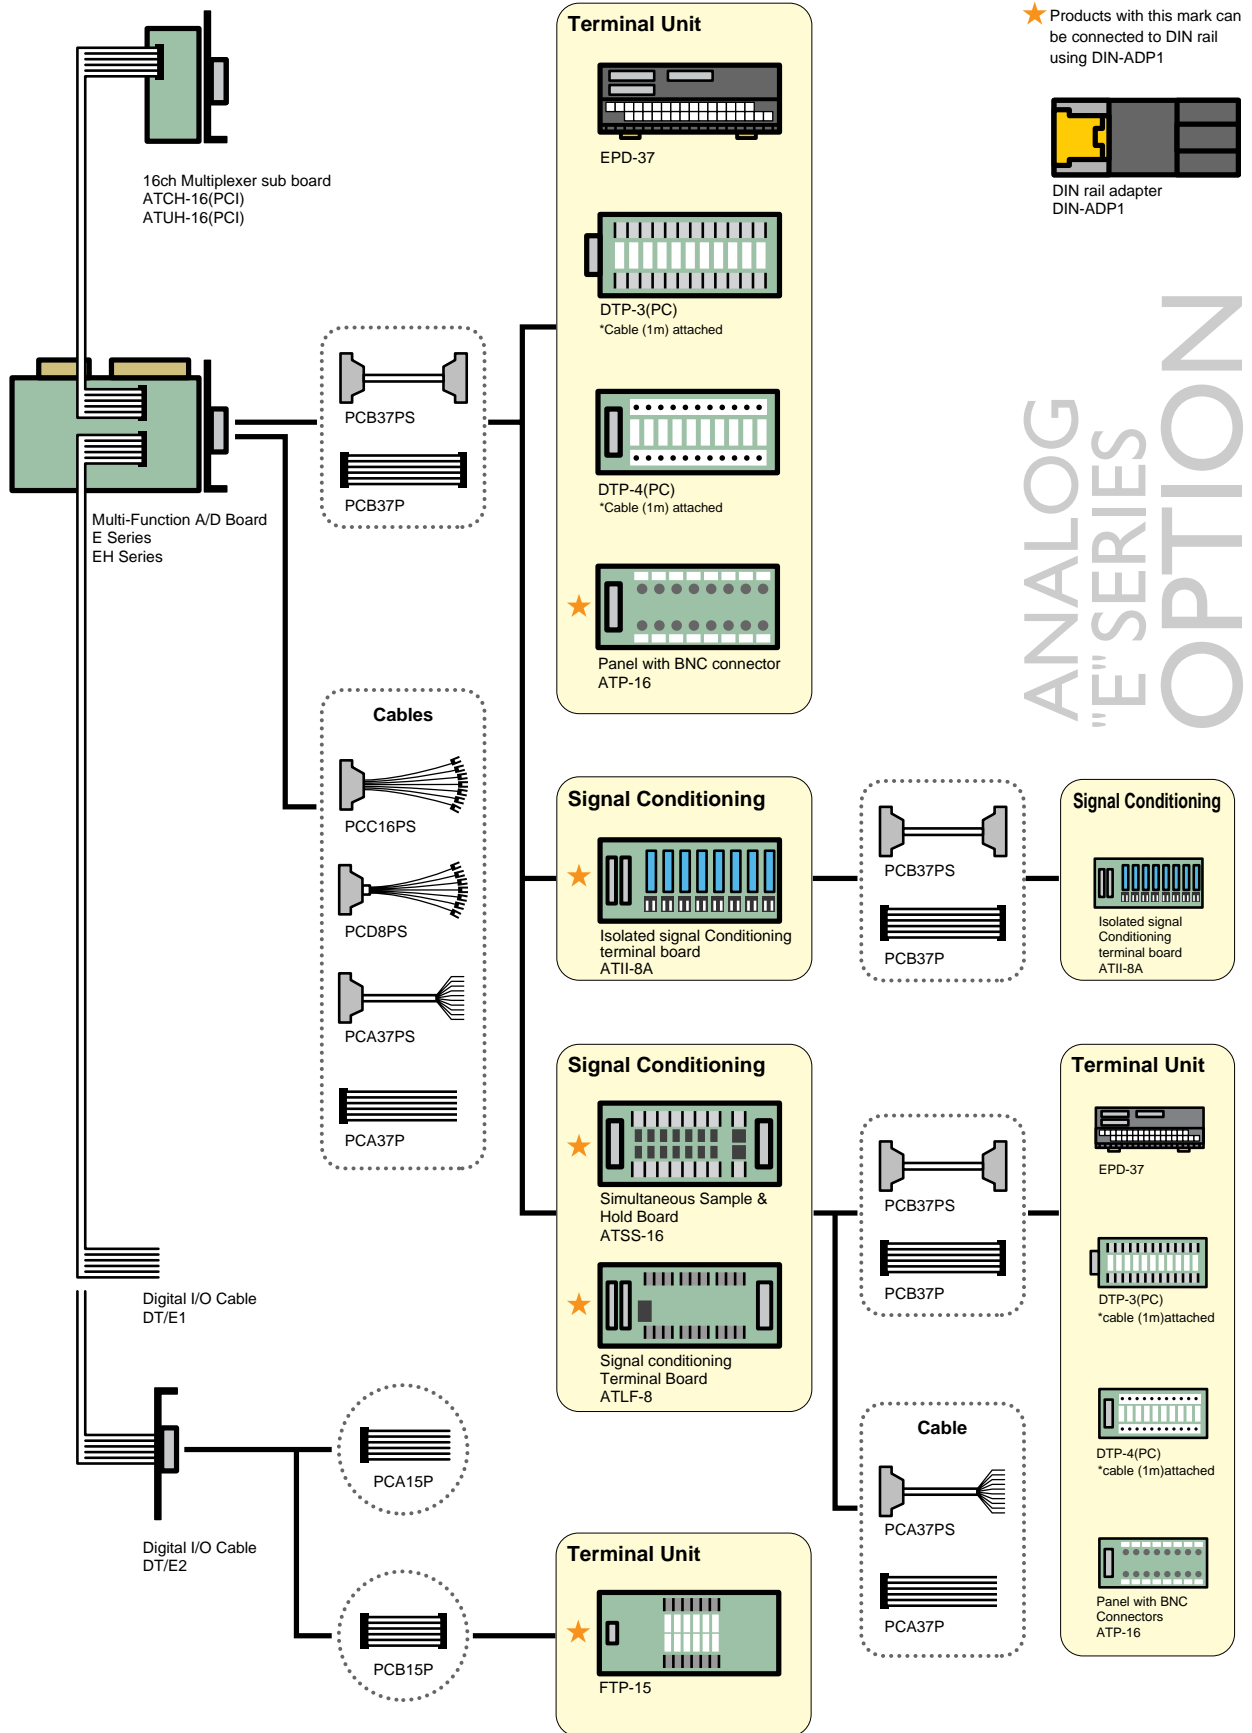 Terminal Unit
EPD-37
DTP-3(PC)
*Cable (1m) attached
DTP-4(PC)
*Cable (1m) attached
Panel with BNC connector
ATP-16
Products with this mark can
be connected to DIN rail
using DIN-ADP1
DIN rail adapter
DIN-ADP1
ANALOG
"E"SERIES
OPTION
16ch Multiplexer sub board
ATCH-16(PCI)
ATUH-16(PCI)
Multi-Function A/D Board
E Series
EH Series
PCB37PS
PCB37P
Cables
PCC16PS
PCD8PS
PCA37PS
PCA37P
Signal Conditioning
Isolated signal Conditioning
terminal board
ATII-8A
PCB37PS
PCB37P
Signal Conditioning
Isolated signal
Conditioning
terminal board
ATII-8A
Signal Conditioning
Simultaneous Sample &
Hold Board
ATSS-16
Signal conditioning
Terminal Board
ATLF-8
PCB37PS
PCB37P
Cable
PCA37PS
PCA37P
Terminal Unit
EPD-37
DTP-3(PC)
*cable (1m)attached
DTP-4(PC)
*cable (1m)attached
Panel with BNC
Connectors
ATP-16
Digital I/O Cable
DT/E1
Digital I/O Cable
DT/E2
PCA15P
PCB15P
Terminal Unit
FTP-15